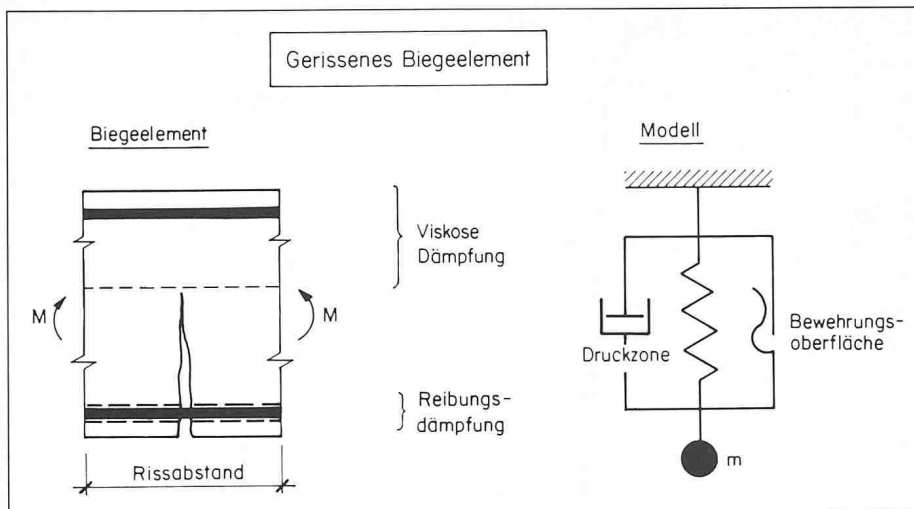 Gerissenes Biegeelement
Biegeelement
Viskose
Dämpfung
M
M
Reibungs-
dämpfung
Rissabstand
Modell
Druckzone
Bewehrungs-
oberfläche
m